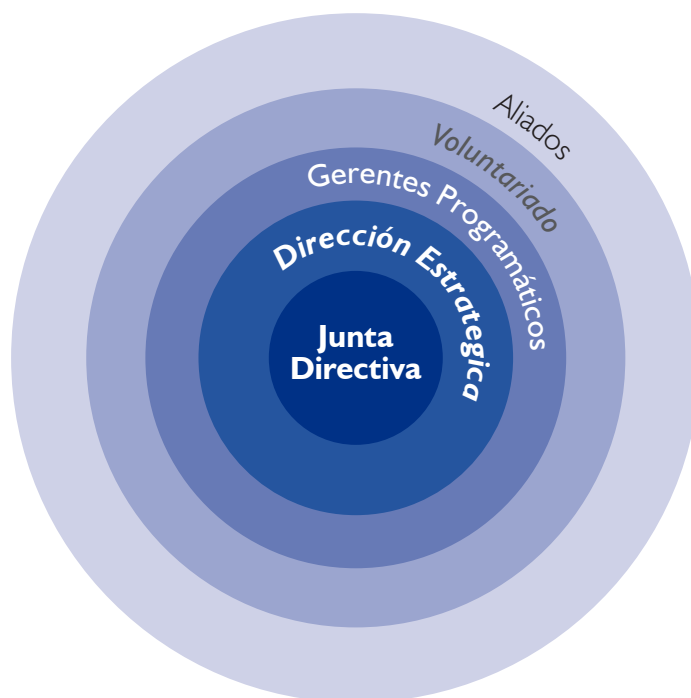 Aliados
Voluntariado
Gerentes Programáticos
Dirección Estrategica
Junta
Directiva